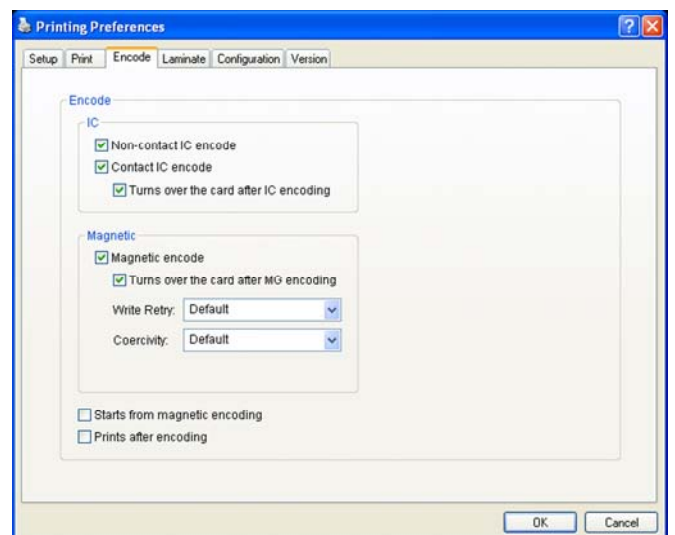 Printing Preferences
Setup Print Encode Laminate Configuration Version
Encode
IC
Non-contact IC encode
Contact IC encode
Turns over the card after IC encoding
Magnetic
Magnetic encode
Turns over the card after MG encoding
Write Retry: Default
Coercivity: Default
Starts from magnetic encoding
Prints after encoding
OK Cancel